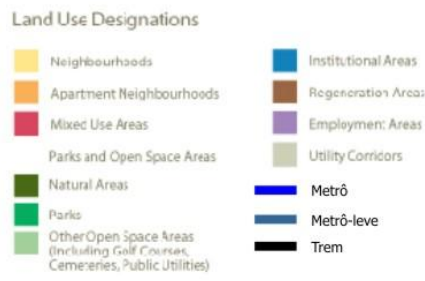 Land Use Designations
Neighbourhoods
Apartment Neighbourhoods
Mixed Use Areas
Parks and Open Space Areas
Natural Areas
Parks
Other Open Space Areas
(Including Golf Courses,
Cemeteries, Public Utilities)
Institutional Areas
Regeneration Areas
Employment Areas
Utility Corridors
Metrô
Metrô-leve
Trem